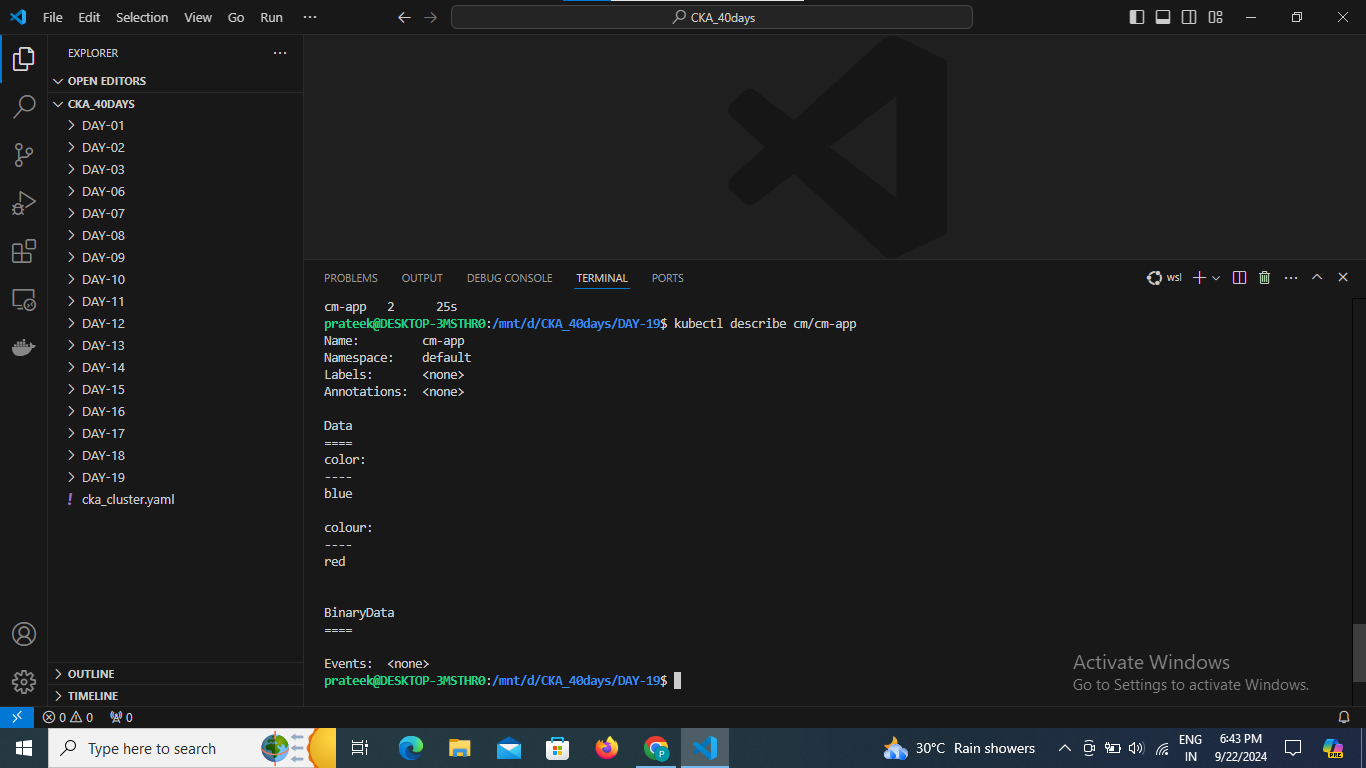 File Edit Selection View Go Run ···
CKA_40days
EXPLORER
OPEN EDITORS
CKA_40DAYS
DAY-01
DAY-02
DAY-03
DAY-06
DAY-07
DAY-08
DAY-09
DAY-10
DAY-11
DAY-12
DAY-13
DAY-14
DAY-15
DAY-16
DAY-17
DAY-18
DAY-19
! cka_cluster.yaml
OUTLINE
TIMELINE
PROBLEMS OUTPUT DEBUG CONSOLE TERMINAL PORTS
wsl
cm-app 2 25s
prateek@DESKTOP-3MSTHR0:/mnt/d/CKA_40days/DAY-19$ kubectl describe cm/cm-app
Name: cm-app
Namespace: default
Labels: <none>
Annotations: <none>
Data
====
color:
----
blue
colour:
----
red
BinaryData
====
Events: <none>
prateek@DESKTOP-3MSTHR0:/mnt/d/CKA_40days/DAY-19$
Activate Windows
Go to Settings to activate Windows.
0 0 0
Type here to search
30°C Rain showers
ENG
IN
6:43 PM
9/22/2024
PRE